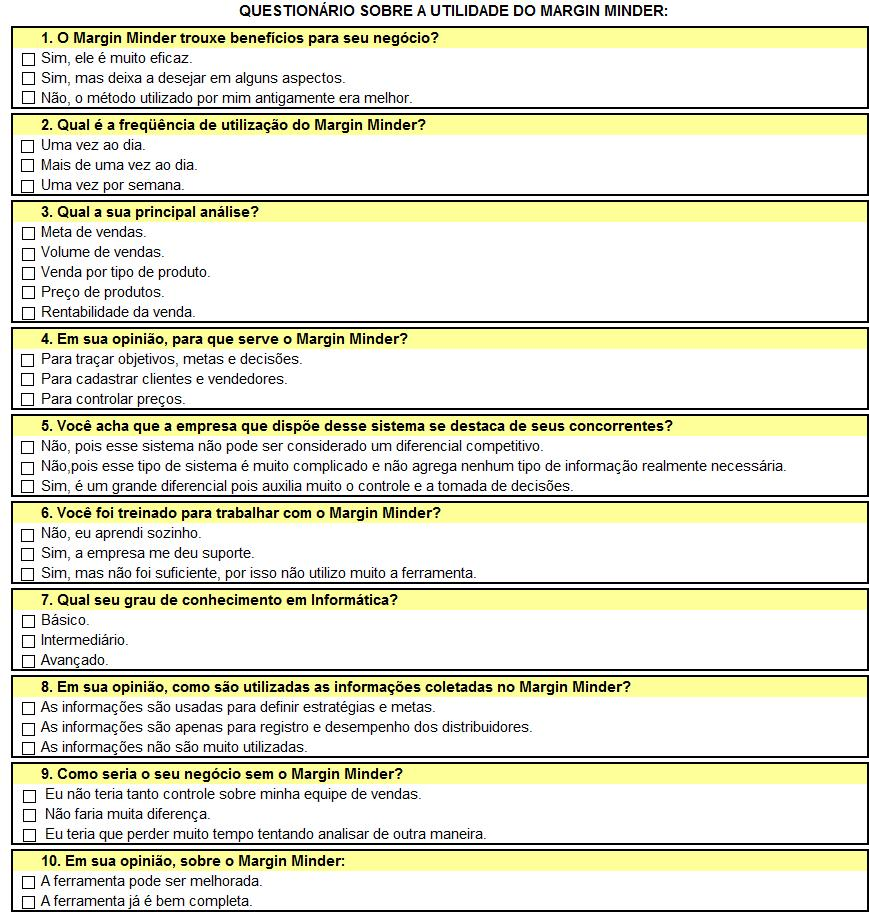 QUESTIONÁRIO SOBRE A UTILIDADE DO MARGIN MINDER:
1. O Margin Minder trouxe benefícios para seu negócio?
Sim, ele é muito eficaz.
Sim, mas deixa a desejar em alguns aspectos.
Não, o método utilizado por mim antigamente era melhor.
2. Qual é a freqüência de utilização do Margin Minder?
Uma vez ao dia.
Mais de uma vez ao dia.
Uma vez por semana.
3. Qual a sua principal análise?
Meta de vendas.
Volume de vendas.
Venda por tipo de produto.
Preço de produtos.
Rentabilidade da venda.
4. Em sua opinião, para que serve o Margin Minder?
Para traçar objetivos, metas e decisões.
Para cadastrar clientes e vendedores.
Para controlar preços.
5. Você acha que a empresa que dispõe desse sistema se destaca de seus concorrentes?
Não, pois esse sistema não pode ser considerado um diferencial competitivo.
Não,pois esse tipo de sistema é muito complicado e não agrega nenhum tipo de informação realmente necessária.
Sim, é um grande diferencial pois auxilia muito o controle e a tomada de decisões.
6. Você foi treinado para trabalhar com o Margin Minder?
Não, eu aprendi sozinho.
Sim, a empresa me deu suporte.
Sim, mas não foi suficiente, por isso não utilizo muito a ferramenta.
7. Qual seu grau de conhecimento em Informática?
Básico.
Intermediário.
Avançado.
8. Em sua opinião, como são utilizadas as informações coletadas no Margin Minder?
As informações são usadas para definir estratégias e metas.
As informações são apenas para registro e desempenho dos distribuidores.
As informações não são muito utilizadas.
9. Como seria o seu negócio sem o Margin Minder?
Eu não teria tanto controle sobre minha equipe de vendas.
Não faria muita diferença.
Eu teria que perder muito tempo tentando analisar de outra maneira.
10. Em sua opinião, sobre o Margin Minder:
A ferramenta pode ser melhorada.
A ferramenta já é bem completa.